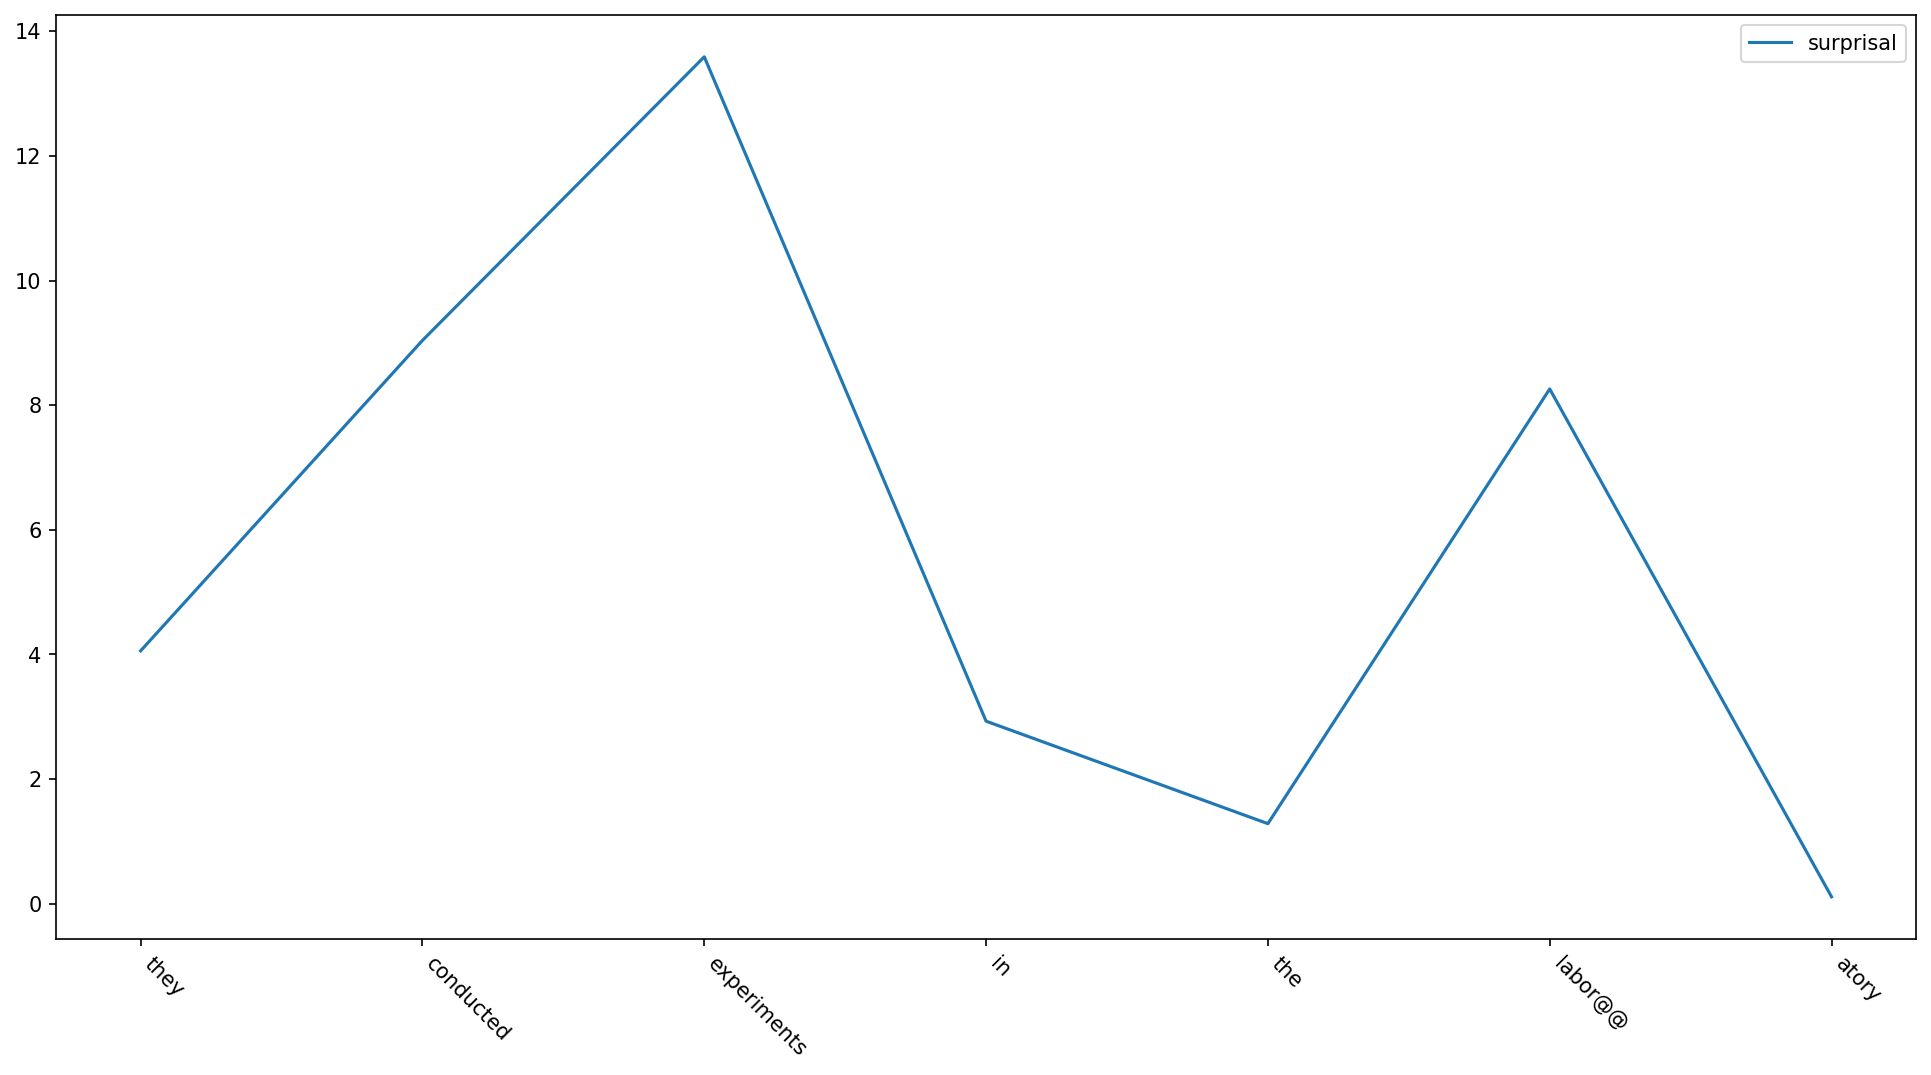 14
12
10
8
6
4
2
0
surprisal
they
conducted
experiments
in
the
labor@@
atory